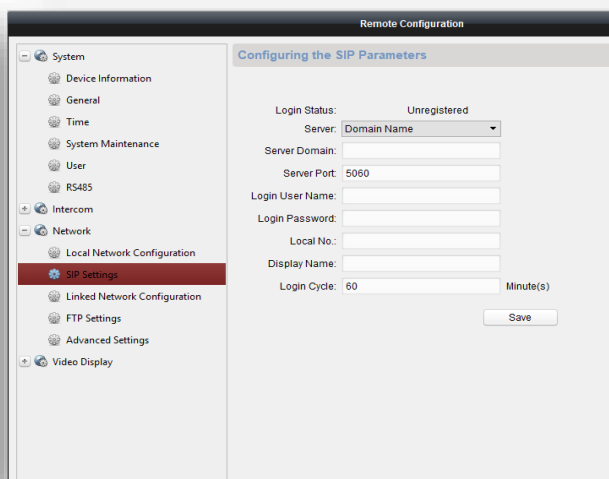 Remote Configuration
System
Device Information
General
Time
System Maintenance
User
RS485
Intercom
Network
Local Network Configuration
SIP Settings
Linked Network Configuration
FTP Settings
Advanced Settings
Video Display
Configuring the SIP Parameters
Login Status: Unregistered
Server: Domain Name
Server Domain:
Server Port: 5060
Login User Name:
Login Password:
Local No.:
Display Name:
Login Cycle: 60 Minute(s)
Save